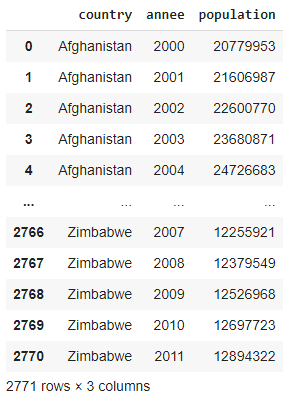 country annee population
0 Afghanistan 2000 20779953
1 Afghanistan 2001 21606987
2 Afghanistan 2002 22600770
3 Afghanistan 2003 23680871
4 Afghanistan 2004 24726683
... ... ... ...
2766 Zimbabwe 2007 12255921
2767 Zimbabwe 2008 12379549
2768 Zimbabwe 2009 12526968
2769 Zimbabwe 2010 12697723
2770 Zimbabwe 2011 12894322
2771 rows × 3 columns